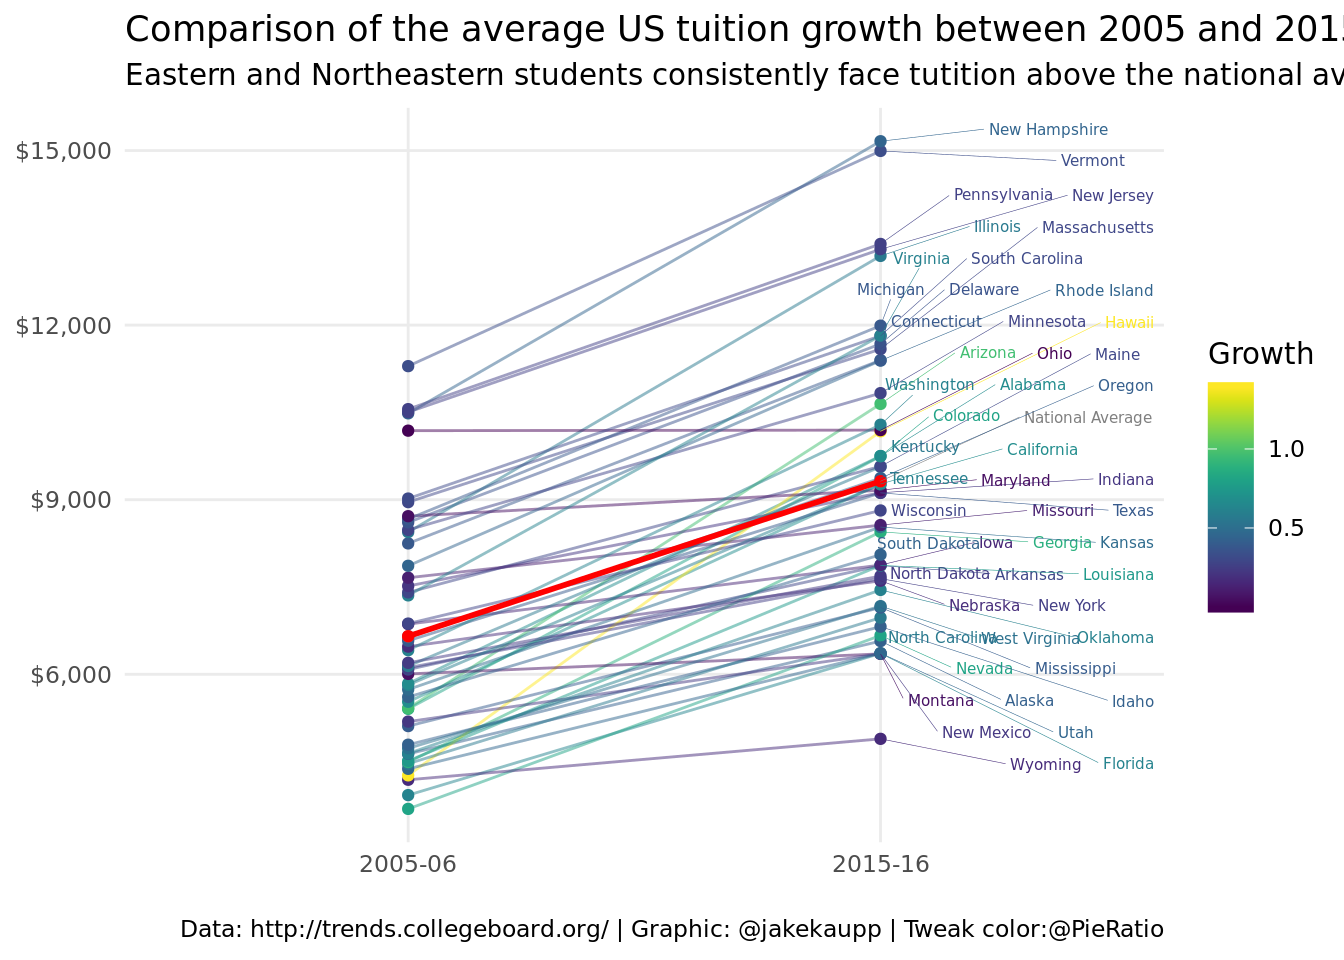 Comparison of the average US tuition growth between 2005 and 201
Eastern and Northeastern students consistently face tutition above the national av
$15,000
$12,000
$9,000
$6,000
New Hampshire
Vermont
Pennsylvania
New Jersey
Illinois
Massachusetts
Virginia
South Carolina
Michigan
Delaware
Rhode Island
Connecticut
Minnesota
Hawaii
Arizona
Ohio
Maine
Washington
Alabama
Oregon
Colorado
National Average
Kentucky
California
Tennessee
Maryland
Indiana
Wisconsin
Missouri
Texas
South Dakota
Iowa
Georgia
Kansas
North Dakota
Arkansas
Louisiana
Nebraska
New York
North Carolina
West Virginia
Oklahoma
Nevada
Mississippi
Montana
Alaska
Idaho
New Mexico
Utah
Wyoming
Florida
Growth
1.0
0.5
2005-06
2015-16
Data: http://trends.collegeboard.org/ | Graphic: @jakekaupp | Tweak color:@PieRatio